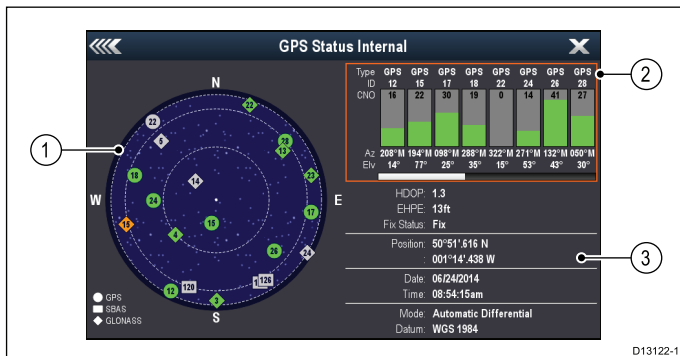 GPS Status Internal
N
W
E
S
22
22
5
28
13
18
14
23
24
17
15
15
4
26
24
12
120
126
3
GPS
SBAS
GLONASS
Type GPS GPS GPS GPS GPS GPS GPS GPS
ID 12 15 17 18 22 24 26 28
CNO 16 22 30 19 0 14 41 27
Az 208°M 194°M 098°M 288°M 322°M 271°M 132°M 050°M
Elv 14° 77° 25° 35° 15° 53° 43° 30°
HDOP: 1.3
EHPE: 13ft
Fix Status: Fix
Position: 50°51'.616 N
: 001°14'.438 W
Date: 06/24/2014
Time: 08:54:15am
Mode: Automatic Differential
Datum: WGS 1984
1
2
3
D13122-1